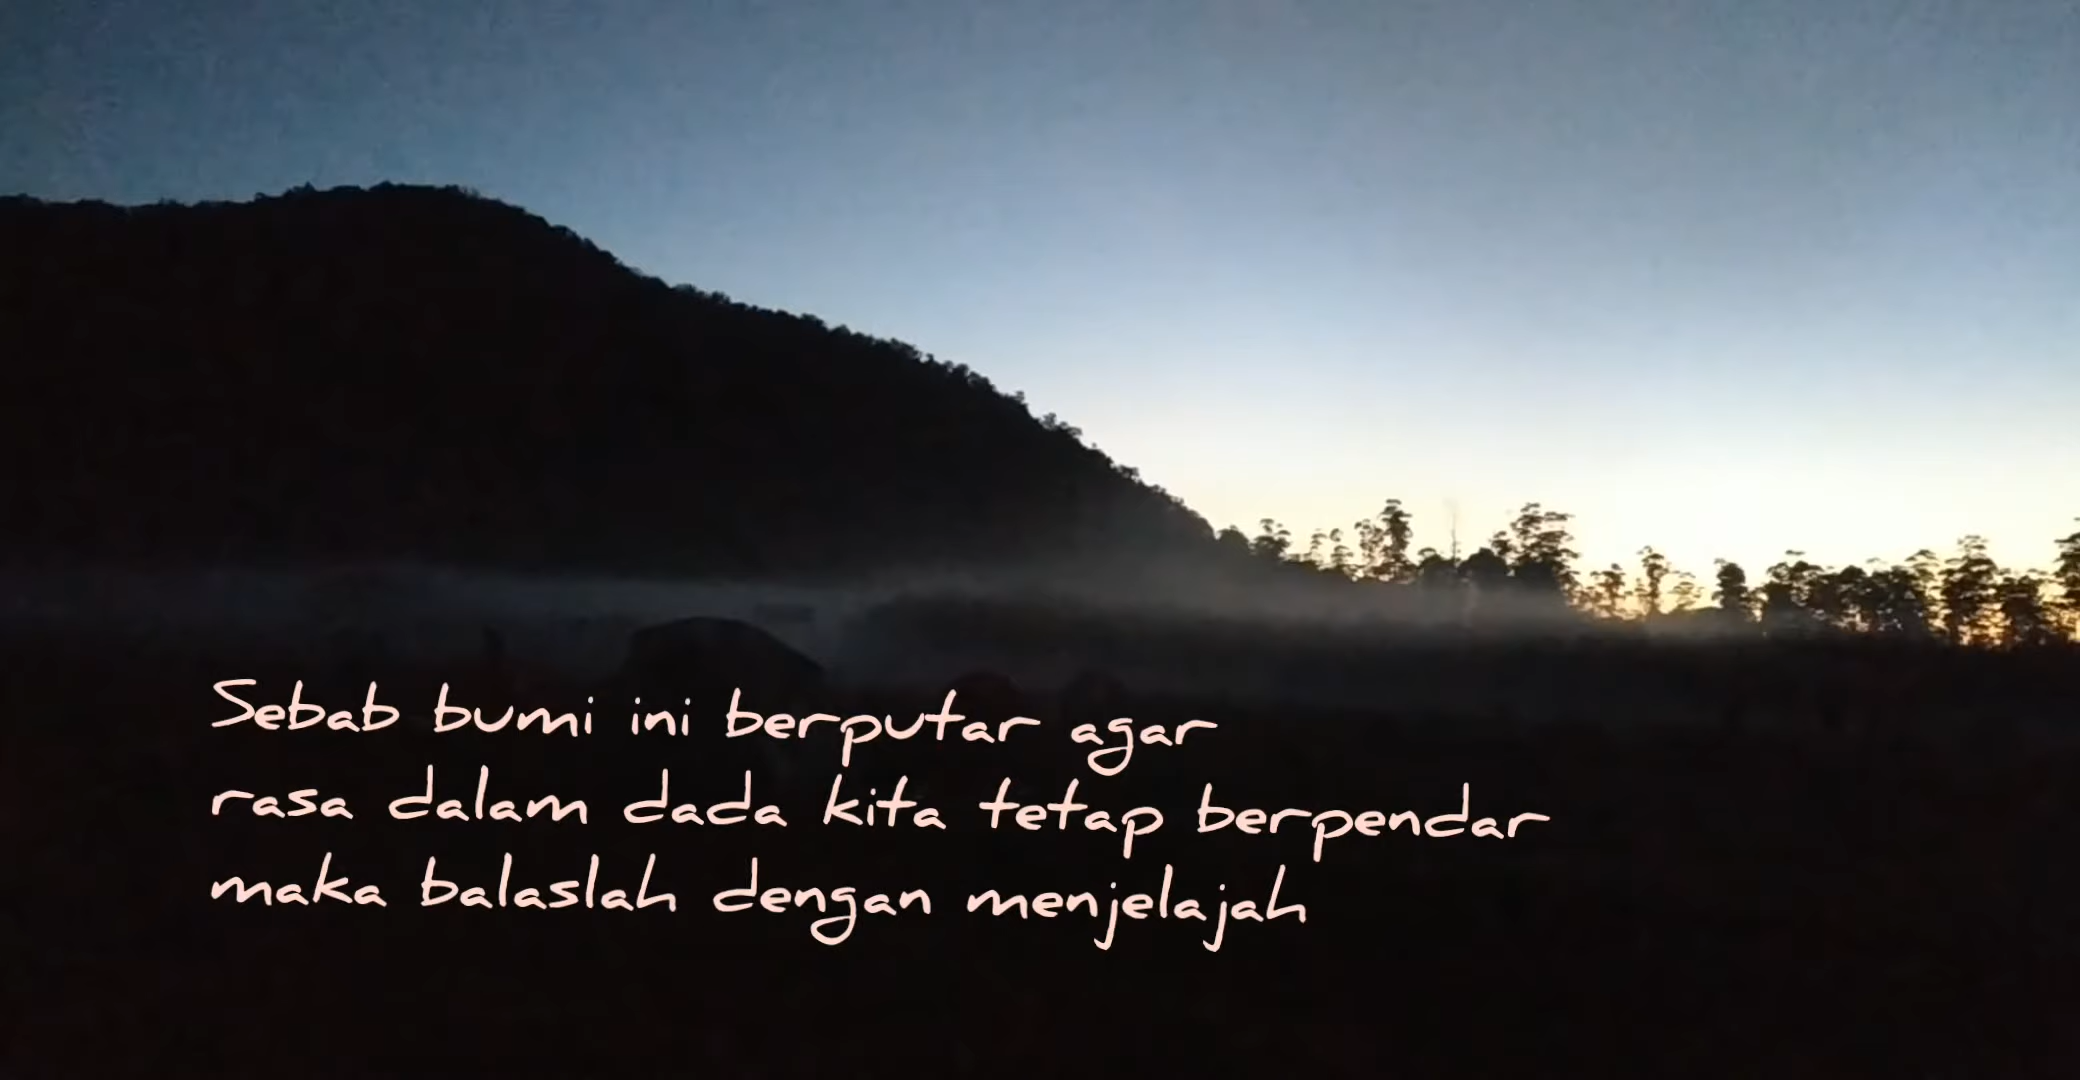 Sebab bumi ini berputar agar
rasa dalam dada kita tetap berpendar
maka balaslah dengan menjelajah